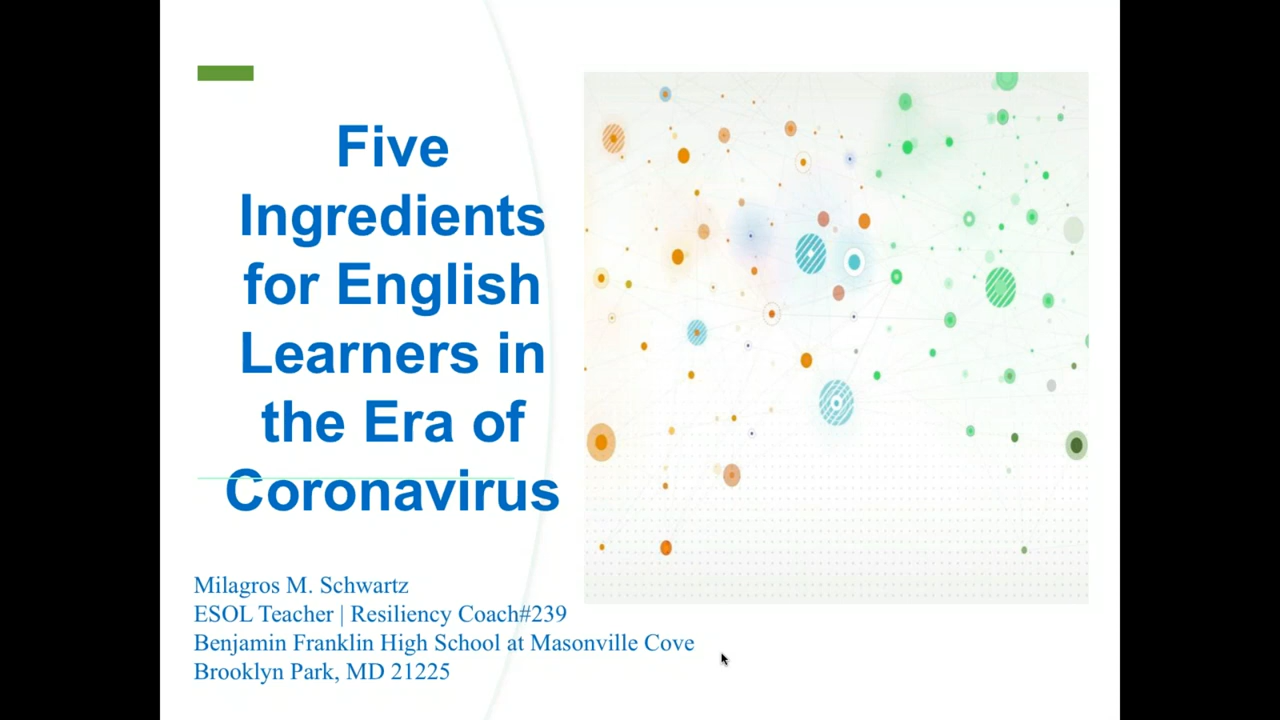 Five
Ingredients
for English
Learners in
the Era of
Coronavirus
Milagros M. Schwartz
ESOL Teacher | Resiliency Coach#239
Benjamin Franklin High School at Masonville Cove
Brooklyn Park, MD 21225